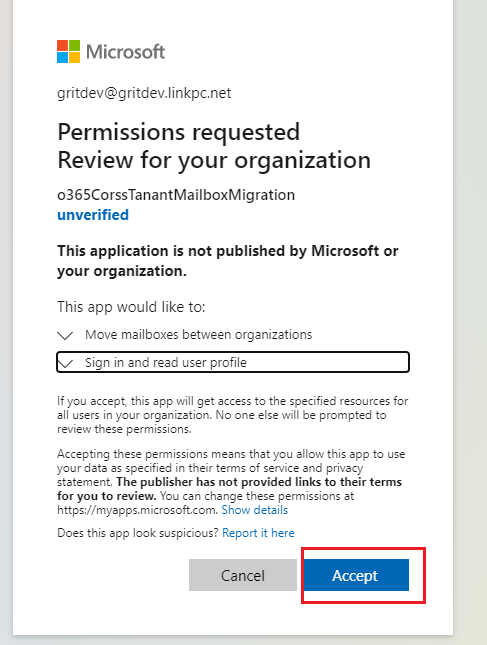 Microsoft
gritdev@gritdev.linkpc.net
Permissions requested
Review for your organization
o365CorssTanantMailboxMigration
unverified
This application is not published by Microsoft or
your organization.
This app would like to:
Move mailboxes between organizations
Sign in and read user profile
If you accept, this app will get access to the specified resources for
all users in your organization. No one else will be prompted to
review these permissions.
Accepting these permissions means that you allow this app to use
your data as specified in their terms of service and privacy
statement. The publisher has not provided links to their terms
for you to review. You can change these permissions at
https://myapps.microsoft.com. Show details
Does this app look suspicious? Report it here
Cancel
Accept